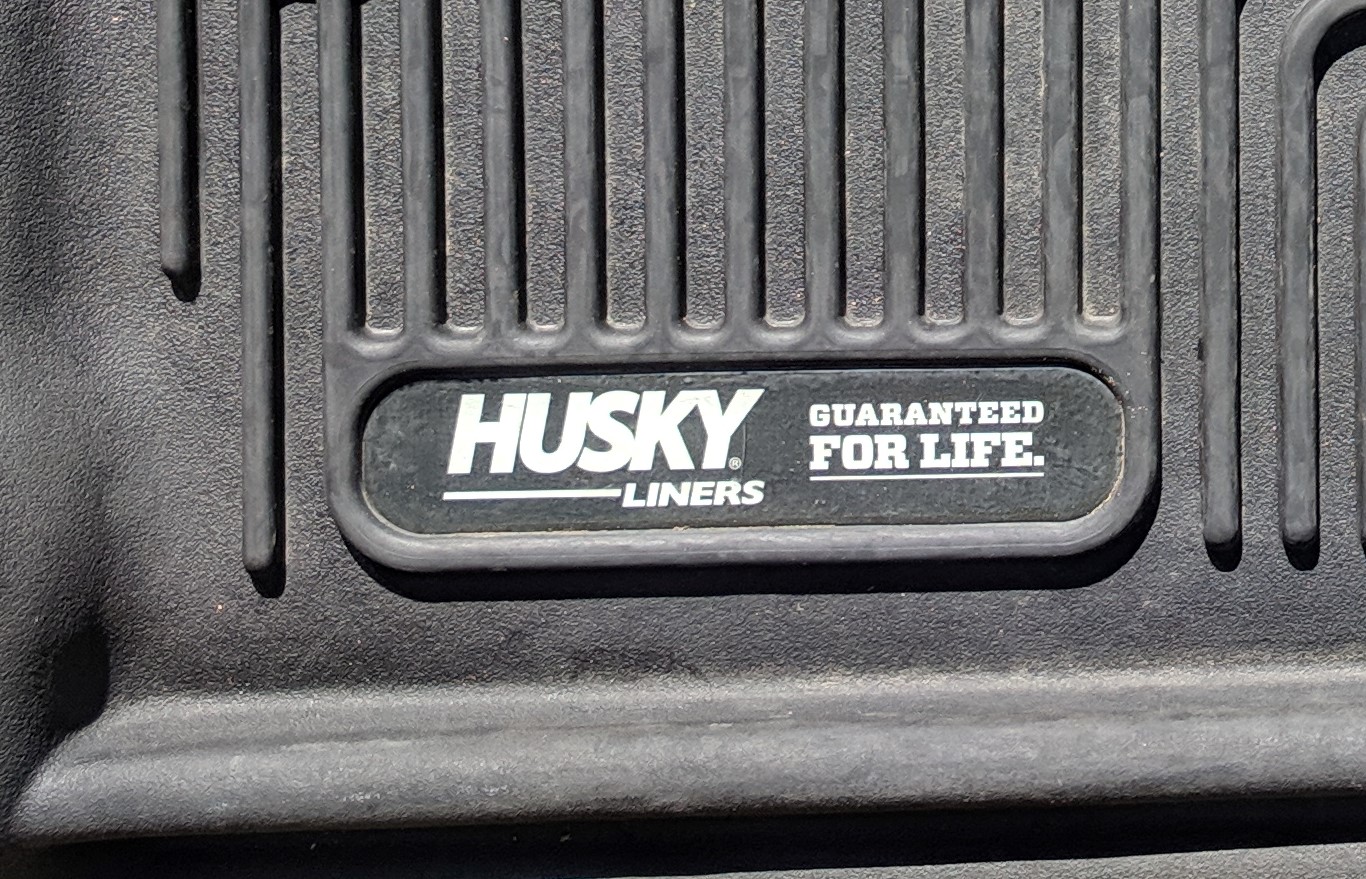 HUSKY®
LINERS
GUARANTEED
FOR LIFE.